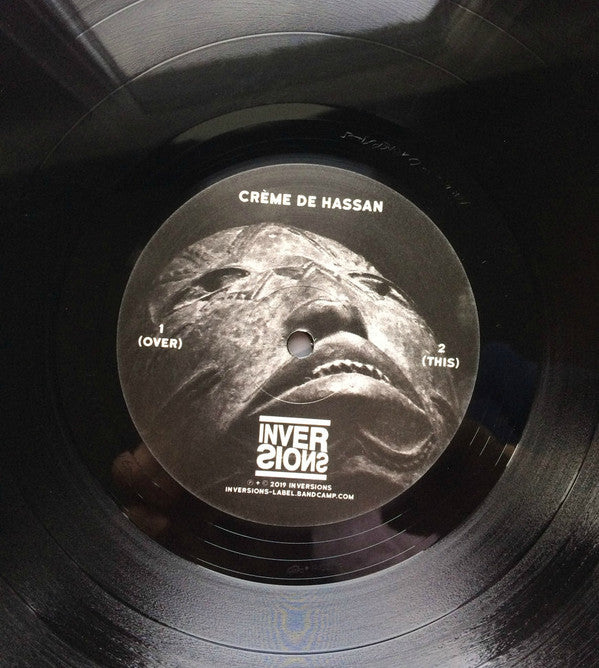 CRÈME DE HASSAN
1
(OVER)
2
(THIS)
INVER
SIONS
℗ + © 2019 INVERSIONS
INVERSIONS-LABEL.BANDCAMP.COM